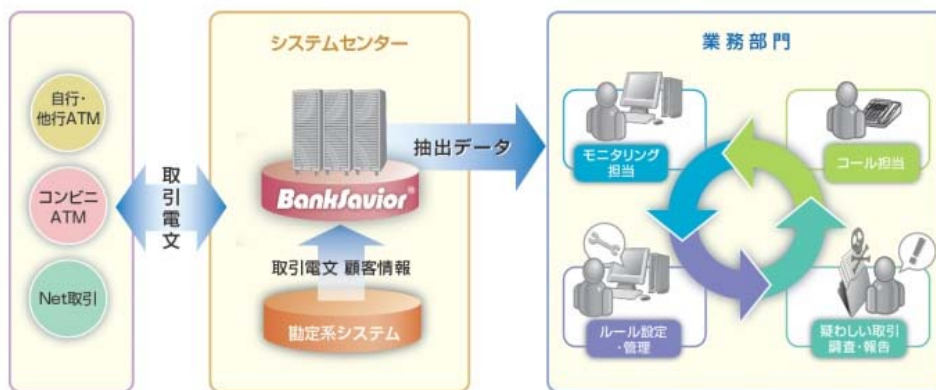 自行・
他行ATM
コンビニ
ATM
Net取引
取引電文
システムセンター
BankSavior®
取引電文 顧客情報
勘定系システム
抽出データ
業務部門
モニタリング
担当
コール担当
ルール設定
・管理
疑わしい取引
調査・報告